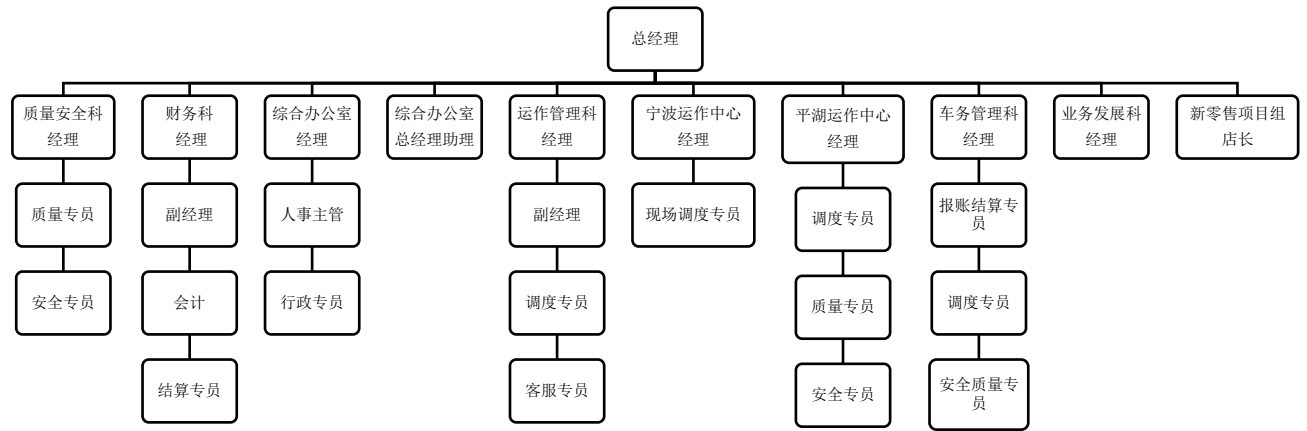 总经理
质量安全科
经理
财务科
经理
综合办公室
经理
综合办公室
总经理助理
运作管理科
经理
宁波运作中心
经理
平湖运作中心
经理
车务管理科
经理
业务发展科
经理
新零售项目组
店长
质量专员
副经理
人事主管
副经理
现场调度专员
调度专员
报账结算专
员
安全专员
会计
行政专员
调度专员
质量专员
调度专员
结算专员
客服专员
安全专员
安全质量专
员